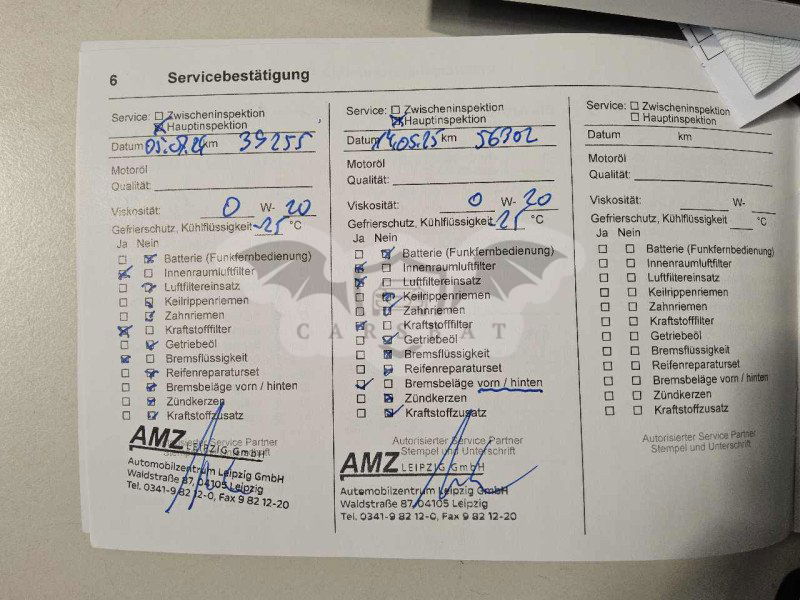 6 Servicebestätigung
Service: Zwischeninspektion
Hauptinspektion
Datum km 39255
Motoröl
Qualität:
Viskosität: 0 W- 20
Gefrierschutz, Kühlflüssigkeit -25 °C
Ja Nein
Batterie (Funkfernbedienung)
Innenraumluftfilter
Luftfiltereinsatz
Keilrippenriemen
Zahnriemen
Kraftstofffilter
Getriebeöl
Bremsflüssigkeit
Reifenreparaturset
Bremsbeläge vorn / hinten
Zündkerzen
Kraftstoffzusatz
Service Partner
AMZ LEIPZIG GmbH
Automobilzentrum Leipzig GmbH
Waldstraße 87, 04105 Leipzig
Tel. 0341-9 82 12-0, Fax 9 82 12-20
Service: Zwischeninspektion
Hauptinspektion
Datum 14.05.25 km 56302
Motoröl
Qualität:
Viskosität: 0 W- 20
Gefrierschutz, Kühlflüssigkeit -25 °C
Ja Nein
Batterie (Funkfernbedienung)
Innenraumluftfilter
Luftfiltereinsatz
Keilrippenriemen
Zahnriemen
Kraftstofffilter
Getriebeöl
Bremsflüssigkeit
Reifenreparaturset
Bremsbeläge vorn / hinten
Zündkerzen
Kraftstoffzusatz
Autorisierter Service Partner
Stempel und Unterschrift
AMZ LEIPZIG GmbH
Automobilzentrum Leipzig GmbH
Waldstraße 87, 04105 Leipzig
Tel. 0341-9 82 12-0, Fax 9 82 12-20
Service: Zwischeninspektion
Hauptinspektion
Datum km
Motoröl
Qualität:
Viskosität: W-
Gefrierschutz, Kühlflüssigkeit °C
Ja Nein
Batterie (Funkfernbedienung)
Innenraumluftfilter
Luftfiltereinsatz
Keilrippenriemen
Zahnriemen
Kraftstofffilter
Getriebeöl
Bremsflüssigkeit
Reifenreparaturset
Bremsbeläge vorn / hinten
Zündkerzen
Kraftstoffzusatz
Autorisierter Service Partner
Stempel und Unterschrift
CARSBAT